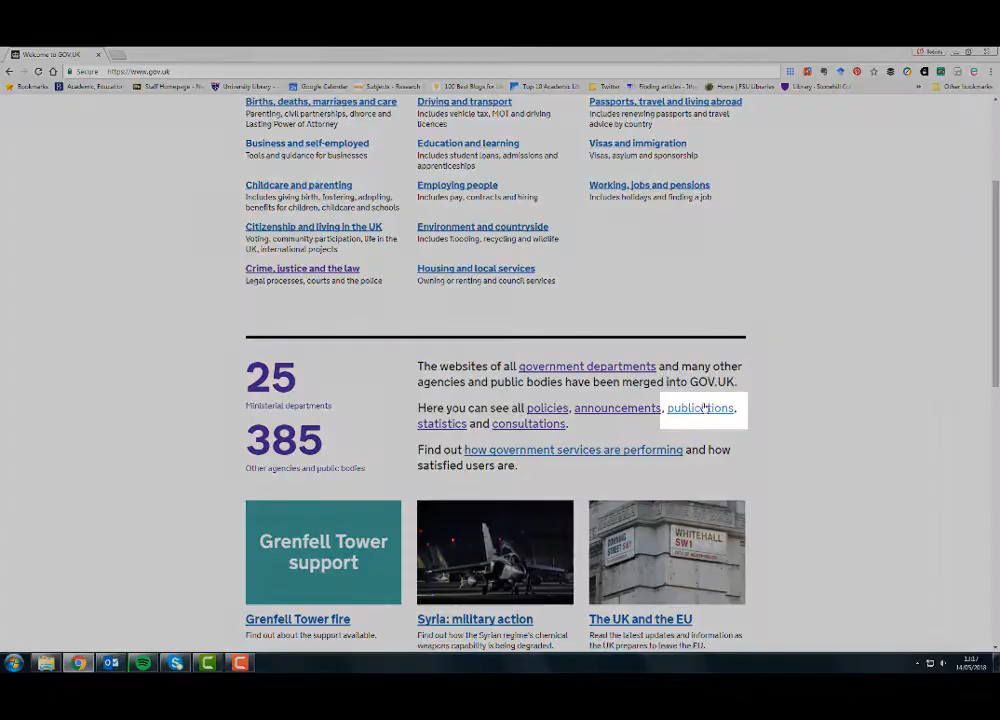 Welcome to GOV.UK
Secure https://www.gov.uk
Bookmarks Academic, Education Staff Homepage - N University Library - Google Calendar Subjects - Research 100 Best Blogs for Top 10 Academic Li Twitter Finding articles - Home | FSU Libraries Library - Stonehill Col » Other bookmarks
Births, deaths, marriages and care
Parenting, civil partnerships, divorce and
Lasting Power of Attorney
Driving and transport
Includes vehicle tax, MOT and driving
licences
Passports, travel and living abroad
Includes renewing passports and travel
advice by country
Business and self-employed
Tools and guidance for businesses
Education and learning
Includes student loans, admissions and
apprenticeships
Visas and immigration
Visas, asylum and sponsorship
Childcare and parenting
Includes giving birth, fostering, adopting,
benefits for children, childcare and schools
Employing people
Includes pay, contracts and hiring
Working, jobs and pensions
Includes holidays and finding a job
Citizenship and living in the UK
Voting, community participation, life in the
UK, international projects
Environment and countryside
Includes flooding, recycling and wildlife
Crime, justice and the law
Legal processes, courts and the police
Housing and local services
Owning or renting and council services
25
Ministerial departments
385
Other agencies and public bodies
The websites of all government departments and many other
agencies and public bodies have been merged into GOV.UK.
Here you can see all policies, announcements, publications,
statistics and consultations.
Find out how government services are performing and how
satisfied users are.
Grenfell Tower
support
DOWNING
STREET SW1
WHITEHALL
SW1
CITY OF WESTMINSTER
Grenfell Tower fire
Find out about the support available.
Syria: military action
Find out how the Syrian regime's chemical
weapons capability is being degraded.
The UK and the EU
Read the latest updates and information as
the UK prepares to leave the EU.
13:17
14/05/2018